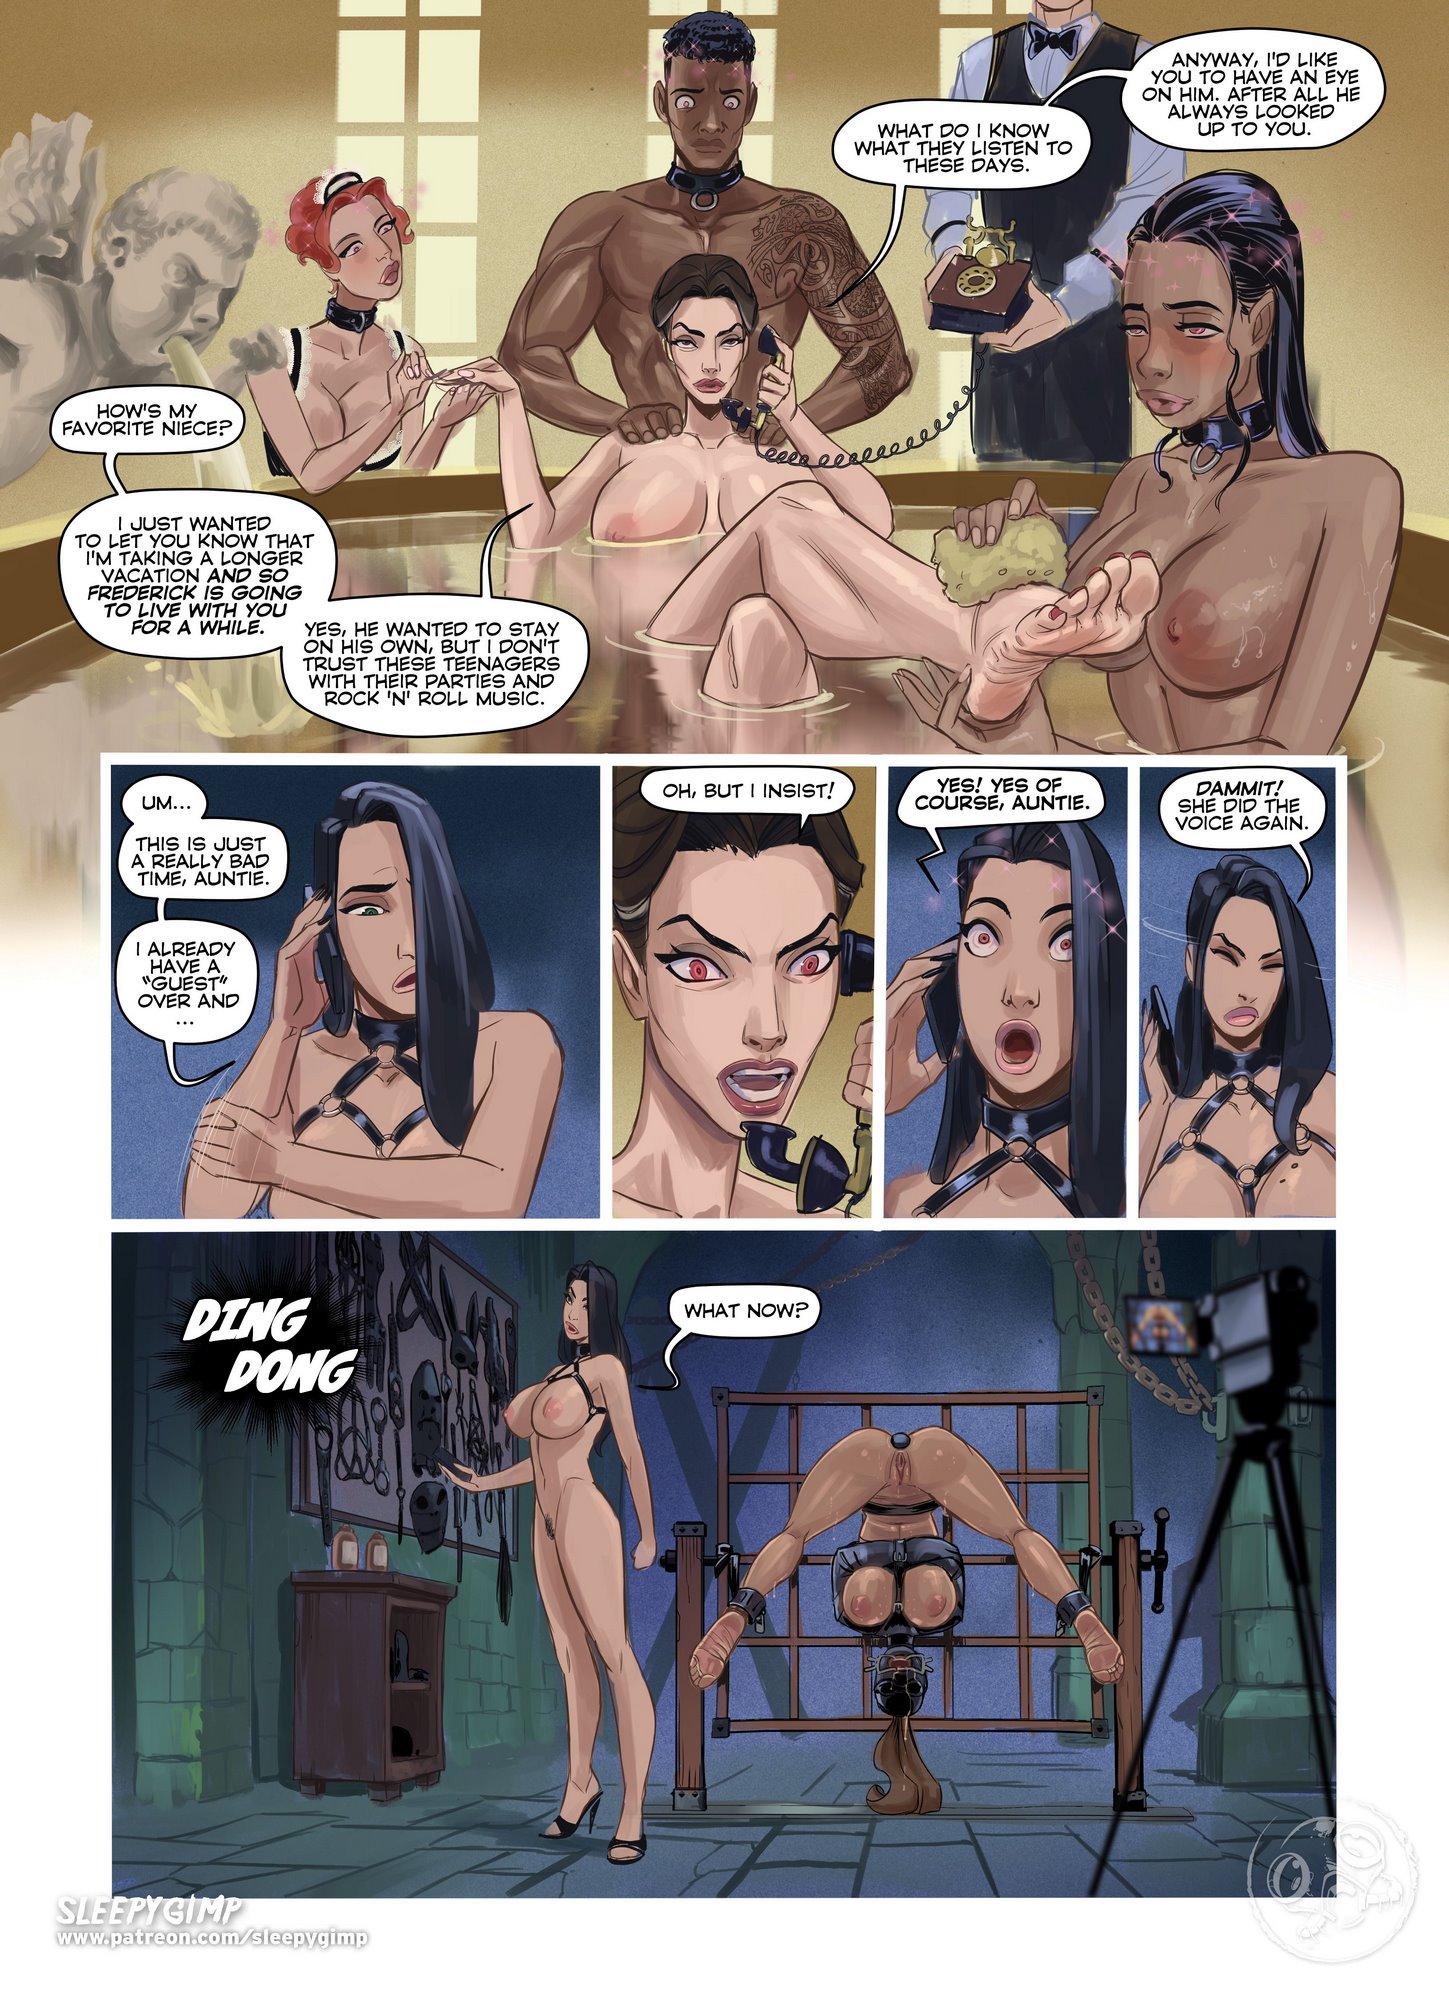 ANYWAY, I'D LIKE
YOU TO HAVE AN EYE
ON HIM. AFTER ALL HE
ALWAYS LOOKED
UP TO YOU.
WHAT DO I KNOW
WHAT THEY LISTEN TO
THESE DAYS.
HOW'S MY
FAVORITE NIECE?
I JUST WANTED
TO LET YOU KNOW THAT
I'M TAKING A LONGER
VACATION AND SO
FREDERICK IS GOING
TO LIVE WITH YOU
FOR A WHILE.
YES, HE WANTED TO STAY
ON HIS OWN, BUT I DON'T
TRUST THESE TEENAGERS
WITH THEIR PARTIES AND
ROCK 'N' ROLL MUSIC.
UM...
THIS IS JUST
A REALLY BAD
TIME, AUNTIE.
I ALREADY
HAVE A
“GUEST”
OVER AND
...
OH, BUT I INSIST!
YES! YES OF
COURSE, AUNTIE.
DAMMIT!
SHE DID THE
VOICE AGAIN.
DING
DONG
WHAT NOW?
SLEEPYGIMP
www.patreon.com/sleepygimp